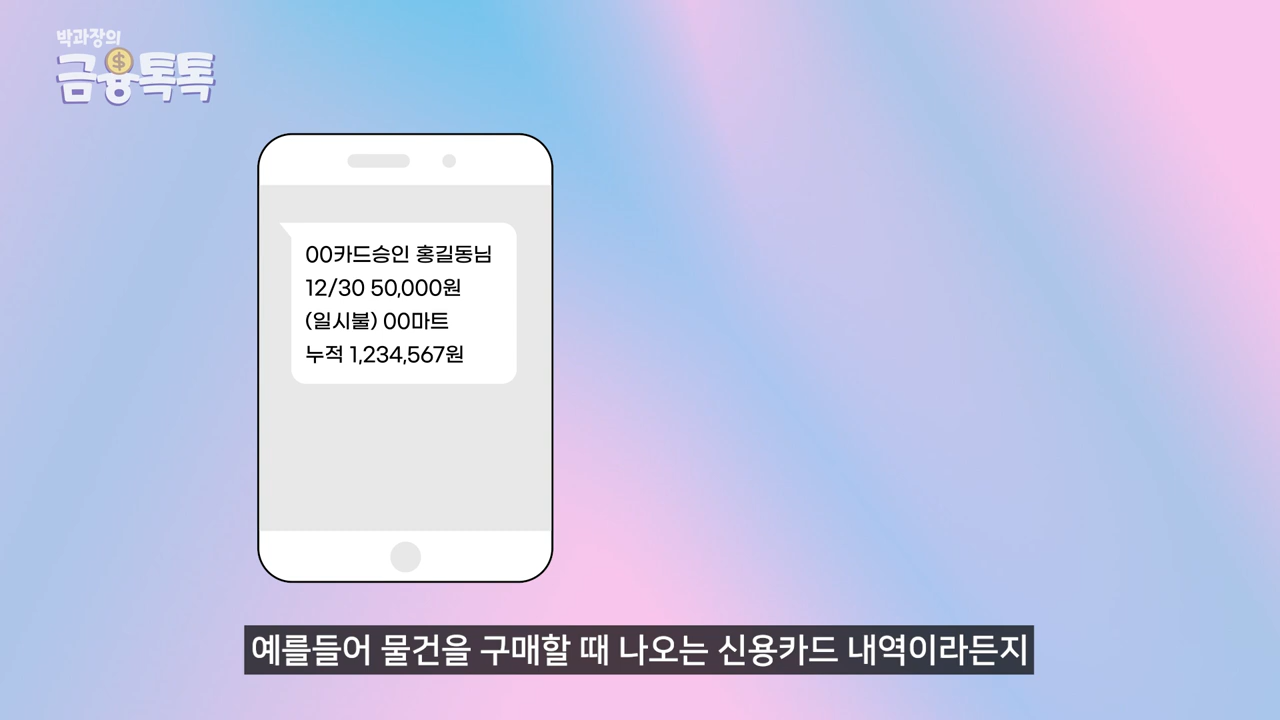 박과장의
금융톡톡
00카드승인 홍길동님
12/30 50,000원
(일시불) 00마트
누적 1,234,567원
예를들어 물건을 구매할 때 나오는 신용카드 내역이라든지